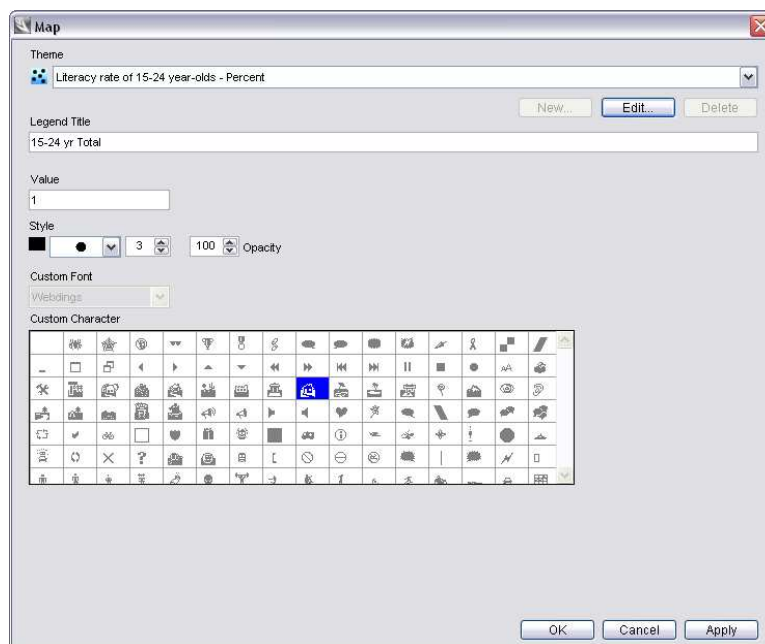 Map
Theme
Literacy rate of 15-24 year-olds - Percent
New... Edit... Delete
Legend Title
15-24 yr Total
Value
1
Style
3 100 Opacity
Custom Font
Webdings
Custom Character
OK Cancel Apply